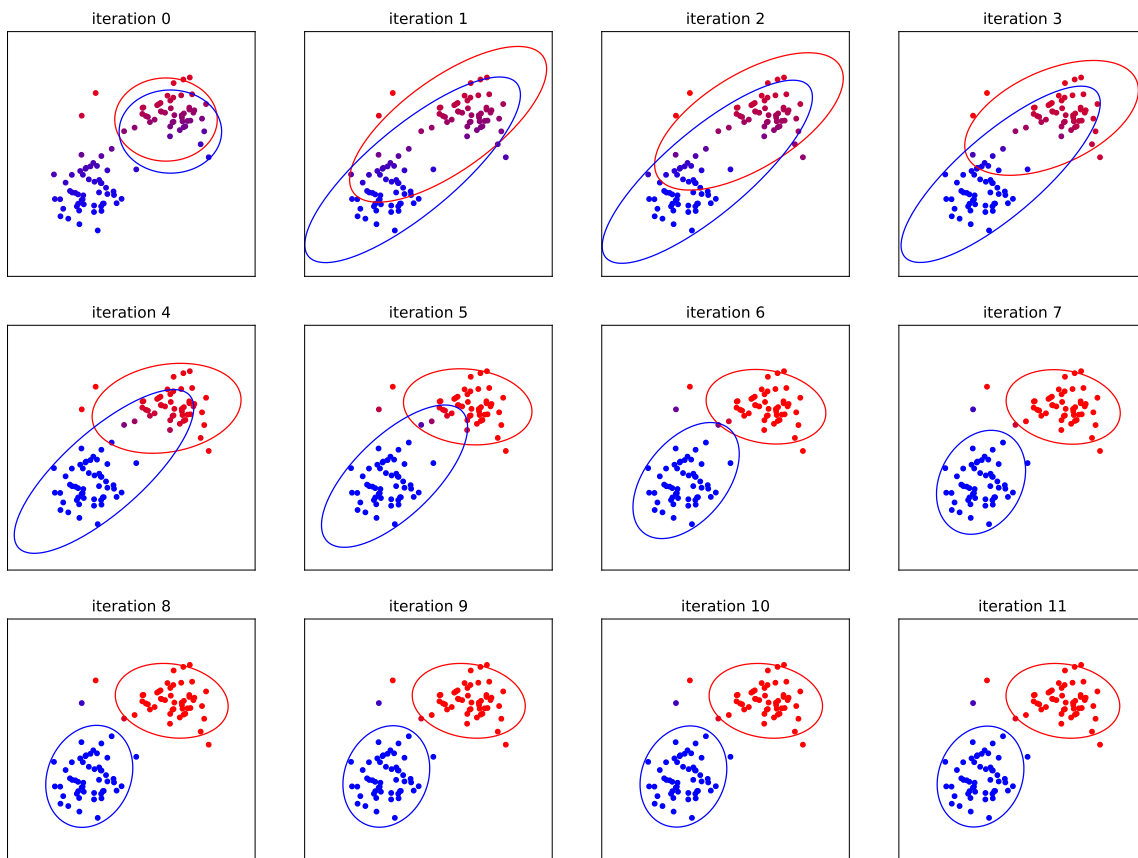 iteration 0
iteration 1
iteration 2
iteration 3
iteration 4
iteration 5
iteration 6
iteration 7
iteration 8
iteration 9
iteration 10
iteration 11